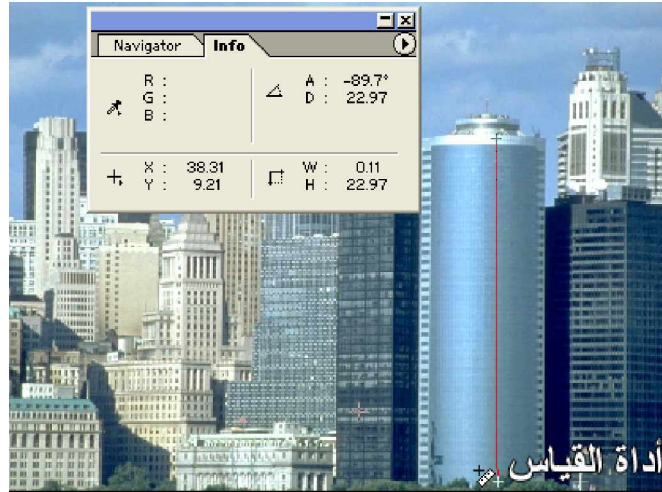 Navigator Info
R :
G :
B :
A : -89.7°
D : 22.97
X : 38.31
Y : 9.21
W : 0.11
H : 22.97
أداة القياس